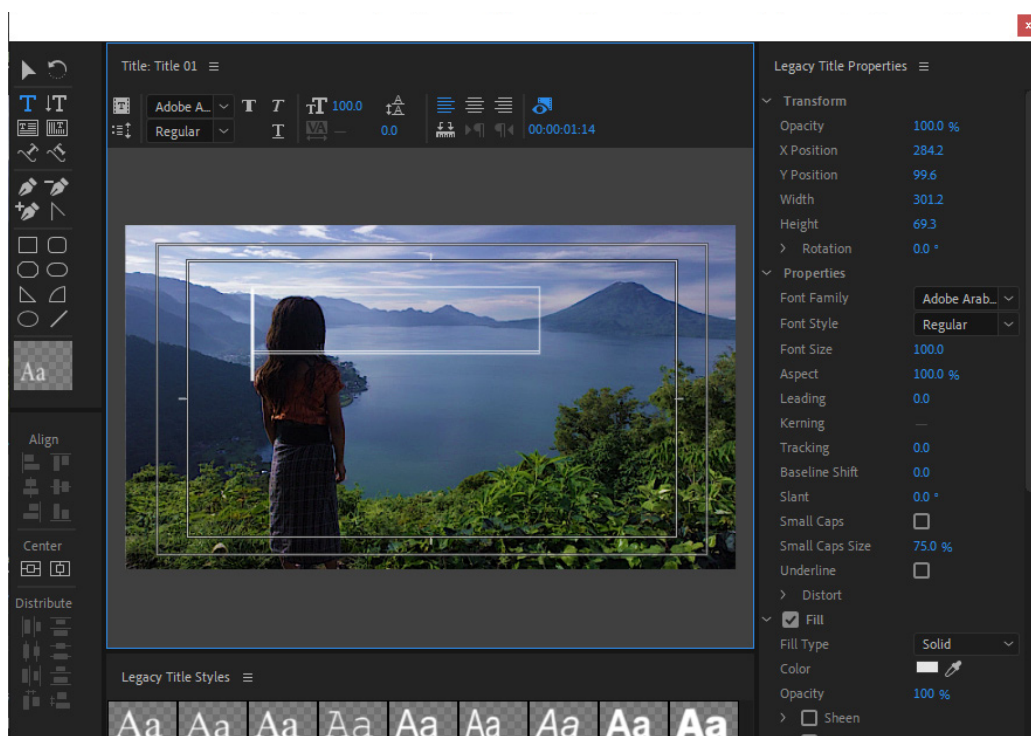 Title: Title 01
Adobe A... T T 100.0
Regular T VA — 0.0 00:00:01:14
T T
Aa
Align
Center
Distribute
Legacy Title Styles
Aa Aa Aa Aa Aa Aa Aa Aa Aa
Legacy Title Properties
Transform
Opacity 100.0 %
X Position 284.2
Y Position 99.6
Width 301.2
Height 69.3
Rotation 0.0 °
Properties
Font Family Adobe Arab...
Font Style Regular
Font Size 100.0
Aspect 100.0 %
Leading 0.0
Kerning —
Tracking 0.0
Baseline Shift 0.0
Slant 0.0 °
Small Caps
Small Caps Size 75.0 %
Underline
Distort
Fill
Fill Type Solid
Color
Opacity 100 %
Sheen